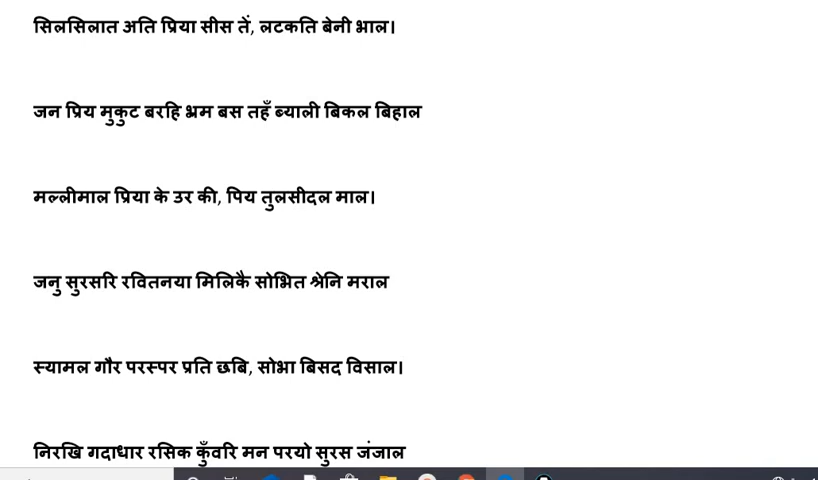 सिलसिलात अति प्रिया सीस तें, लटकति बेनी भाल।
जन प्रिय मुकुट बरहि भ्रम बस तहँ ब्याली बिकल बिहाल
मल्लीमाल प्रिया के उर की, पिय तुलसीदल माल।
जनु सुरसरि रवितनया मिलिकै सोभित श्रेनि मराल
स्यामल गौर परस्पर प्रति छबि, सोभा बिसद विसाल।
निरखि गदाधार रसिक कुँवरि मन परयो सुरस जंजाल